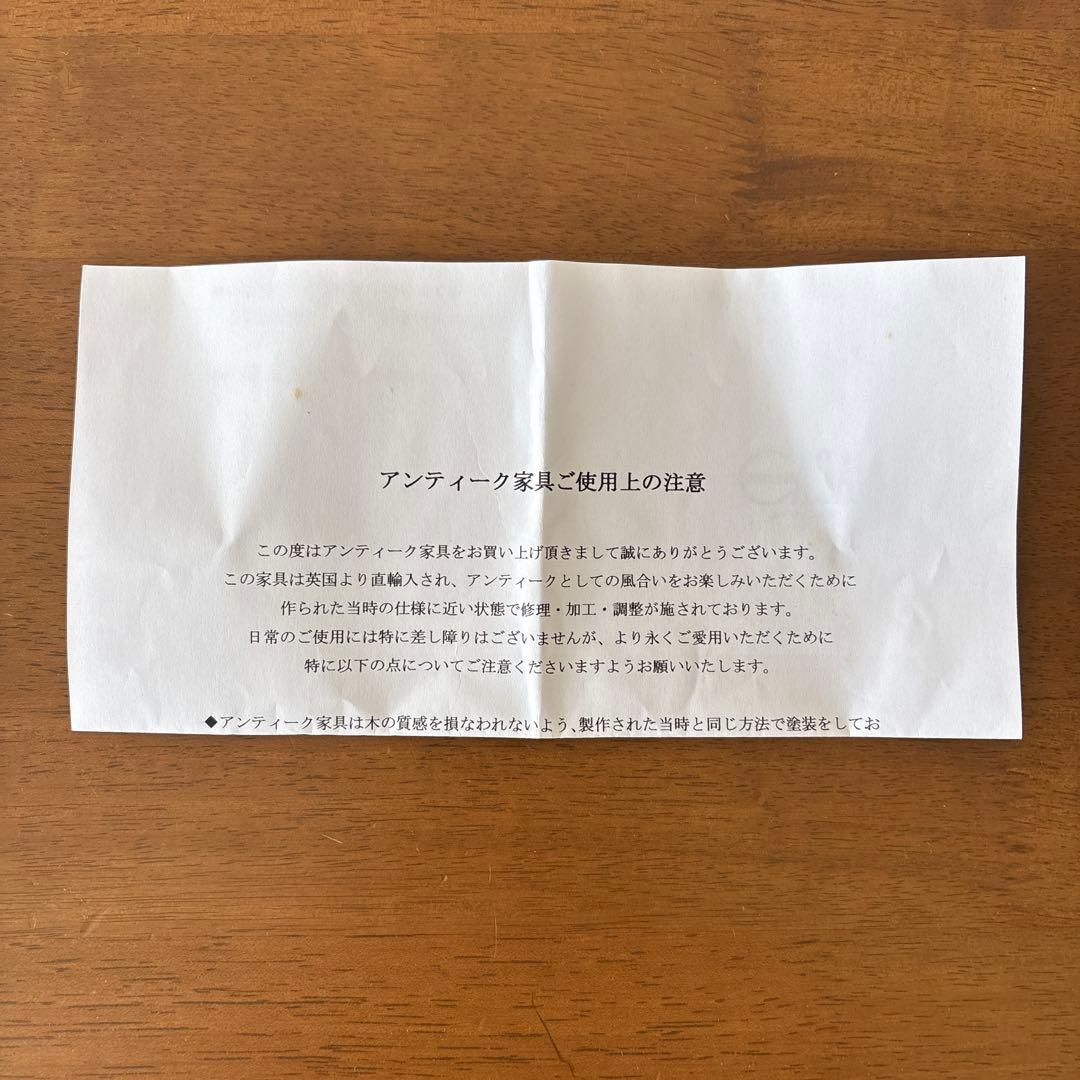 アンティーク家具ご使用上の注意
この度はアンティーク家具をお買い上げ頂きまして誠にありがとうございます。
この家具は英国より直輸入され、アンティークとしての風合いをお楽しみいただくために
作られた当時の仕様に近い状態で修理・加工・調整が施されております。
日常のご使用には特に差し障りはございませんが、より永くご愛用いただくために
特に以下の点についてご注意くださいますようお願いいたします。
◆アンティーク家具は木の質感を損なわれないよう、製作された当時と同じ方法で塗装をしてお